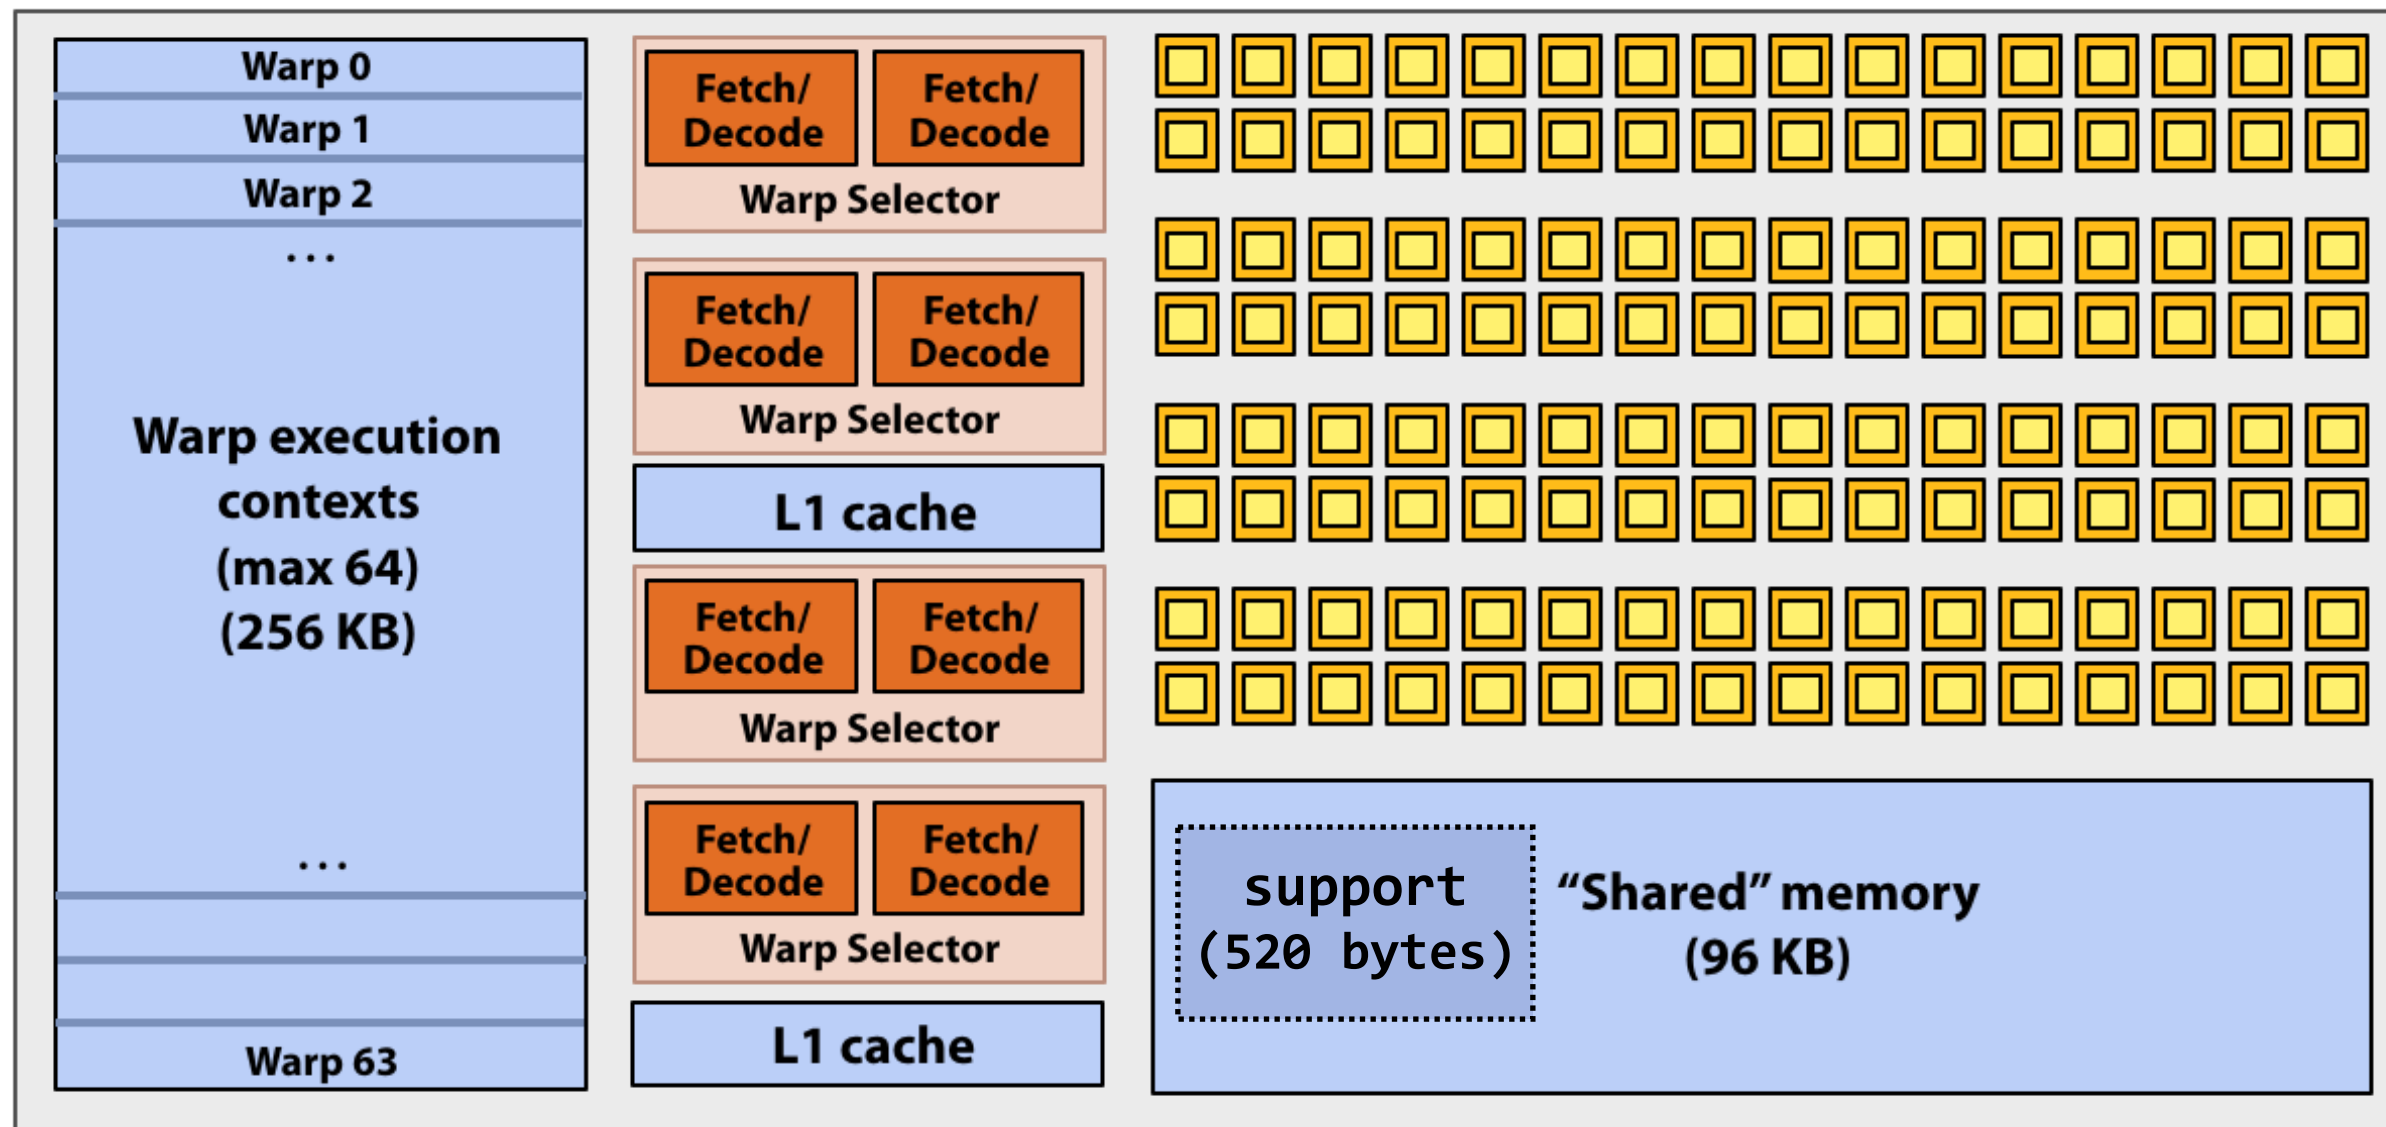 Warp 0
Warp 1
Warp 2
...
Warp execution
contexts
(max 64)
(256 KB)
...
Warp 63
Fetch/
Decode
Fetch/
Decode
Warp Selector
Fetch/
Decode
Fetch/
Decode
Warp Selector
L1 cache
Fetch/
Decode
Fetch/
Decode
Warp Selector
Fetch/
Decode
Fetch/
Decode
Warp Selector
L1 cache
support
(520 bytes)
“Shared” memory
(96 KB)